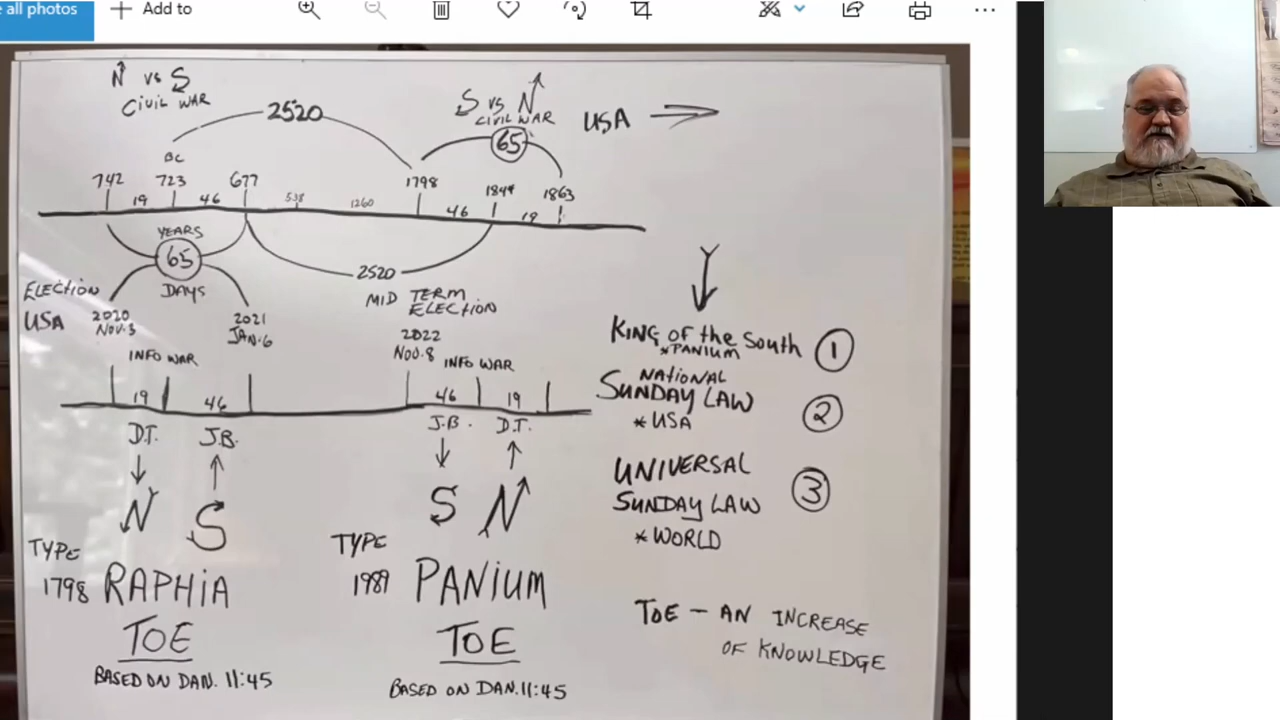 all photos
Add to
N vs S
CIVIL WAR
2520
S vs N
CIVIL WAR
65
USA
BC
742
723
677
1798
1844
1863
19
46
538
1260
46
19
YEARS
65
DAYS
2520
ELECTION
USA
2020
NOV. 3
2021
JAN. 6
MID TERM
ELECTION
2022
NOV. 8
INFO WAR
INFO WAR
19
46
46
19
D.T.
J.B.
J.B.
D.T.
N
S
S
N
TYPE
1798
RAPHIA
TOE
BASED ON DAN. 11:45
TYPE
1989
PANIUM
TOE
BASED ON DAN. 11:45
KING OF THE SOUTH
*PANIUM
1
NATIONAL
SUNDAY LAW
* USA
2
UNIVERSAL
SUNDAY LAW
* WORLD
3
TOE – AN INCREASE
OF KNOWLEDGE